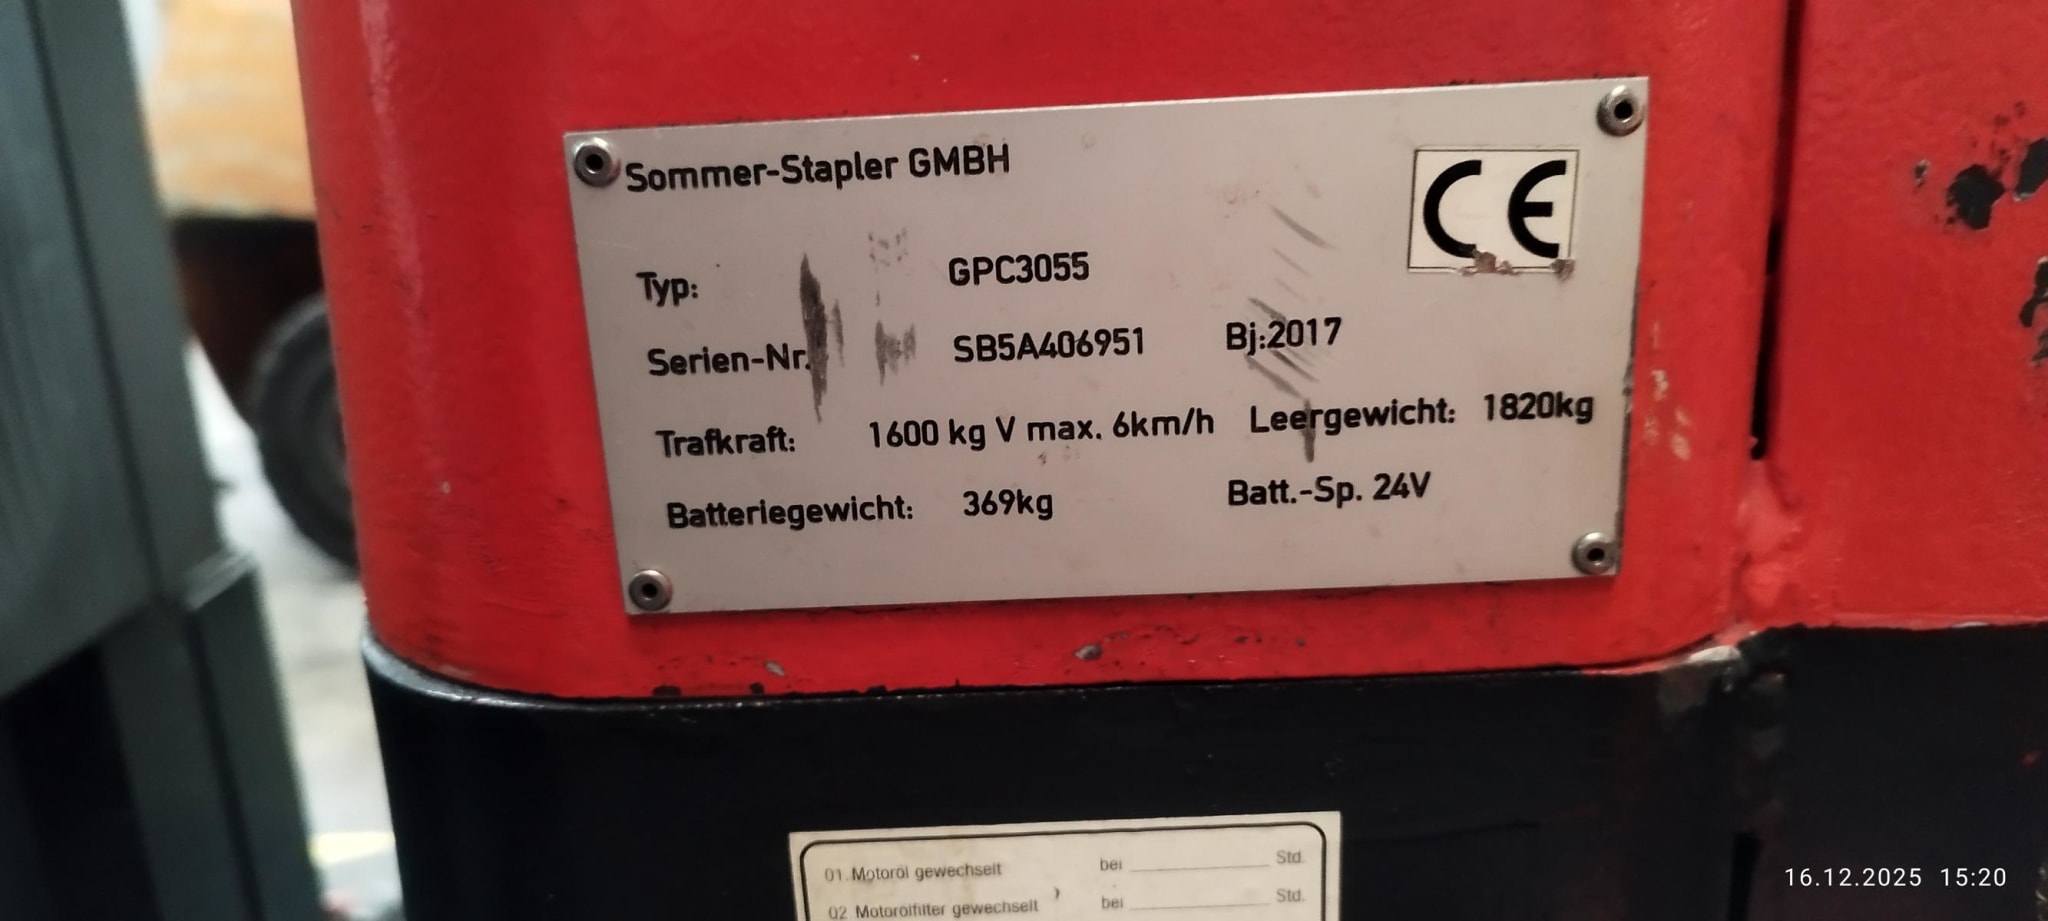 Sommer-Stapler GMBH
CE
Typ: GPC3055
Serien-Nr. SB5A406951 Bj:2017
Trafkraft: 1600 kg V max. 6km/h Leergewicht: 1820kg
Batteriegewicht: 369kg Batt.-Sp. 24V
01 Motoröl gewechselt bei Std.
02 Motorölfilter gewechselt bei Std.
16.12.2025 15:20